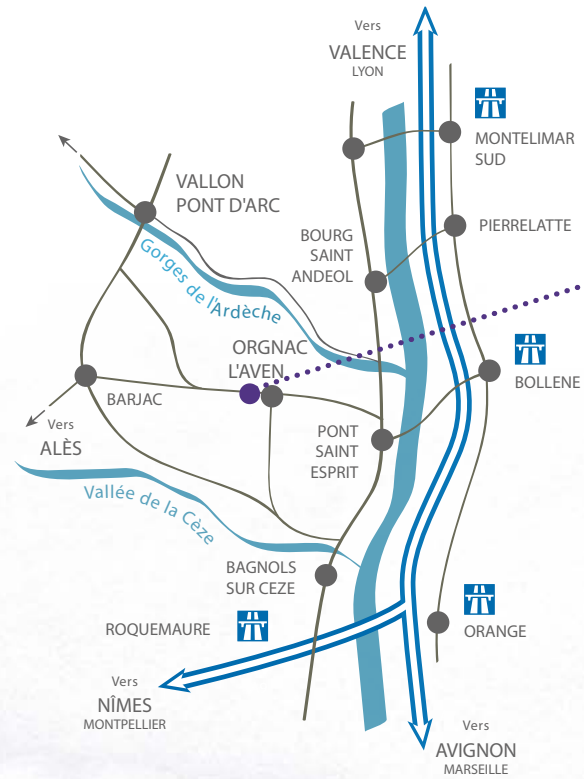 Vers
VALENCE
LYON
MONTELIMAR
SUD
VALLON
PONT D'ARC
PIERRELATTE
BOURG
SAINT
ANDEOL
Gorges de l'Ardèche
ORGNAC
L'AVEN
BOLLENE
BARJAC
Vers
ALÈS
PONT
SAINT
ESPRIT
Vallée de la Cèze
BAGNOLS
SUR CEZE
ROQUEMAURE
ORANGE
Vers
NÎMES
MONTPELLIER
Vers
AVIGNON
MARSEILLE